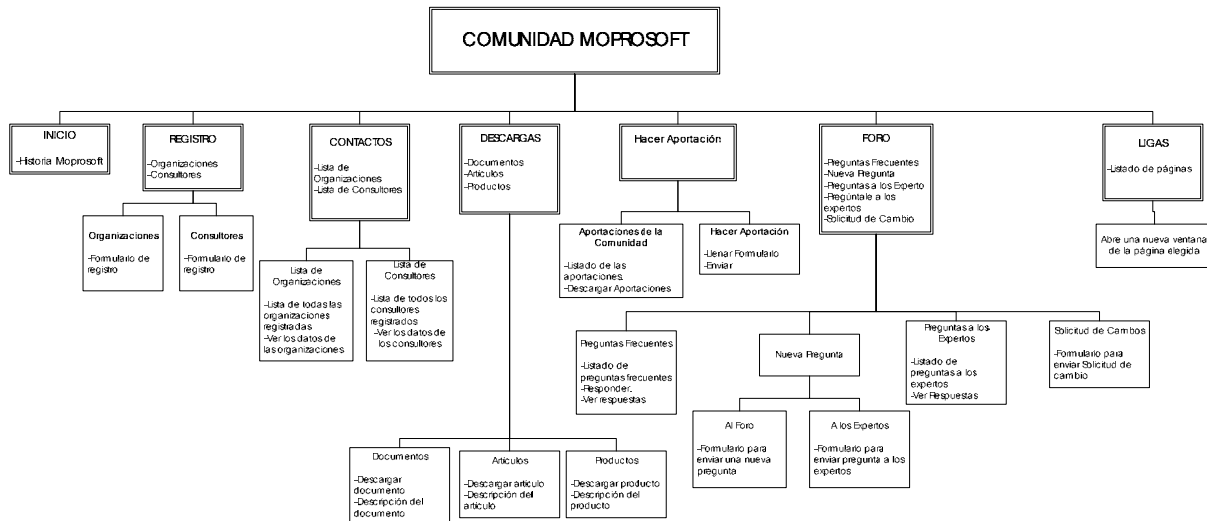 COMUNIDAD MOPROSOFT
INICIO
-Historia Moprosoft
REGISTRO
-Organizaciones
-Consultores
CONTACTOS
-Lista de
Organizaciones
-Lista de Consultores
DESCARGAS
-Documentos
-Artículos
-Productos
Hacer Aportación
FORO
-Preguntas Frecuentes
-Nueva Pregunta
-Preguntas a los Experto
-Pregúntale a los
expertos
-Solicitud de Cambio
LIGAS
-Listado de páginas
Organizaciones
-Formulario de
registro
Consultores
-Formulario de
registro
Lista de
Organizaciones
-Lista de todas las
organizaciones
registradas
-Ver los datos de
las organizaciones
Lista de
Consultores
-Lista de todos los
consultores
registrados
-Ver los datos de
los consultores
Aportaciones de la
Comunidad
-Listado de las
aportaciones.
-Descargar Aportaciones
Hacer Aportación
-Llenar Formulario
-Enviar
Abre una nueva ventana
de la página elegida
Preguntas Frecuentes
-Listado de
preguntas frecuentes
-Responder.
-Ver respuestas
Nueva Pregunta
Preguntas a los
Expertos
-Listado de
preguntas a los
expertos
-Ver Respuestas
Solicitud de Cambos
-Formulario para
enviar Solicitud de
cambio
Al Foro
-Formulario para
enviar una nueva
pregunta
A los Expertos
-Formulario para
enviar pregunta a los
expertos
Documentos
-Descargar
documento
-Descripción del
documento
Artículos
-Descargar artículo
-Descripción del
artículo
Productos
-Descargar producto
-Descripción del
producto